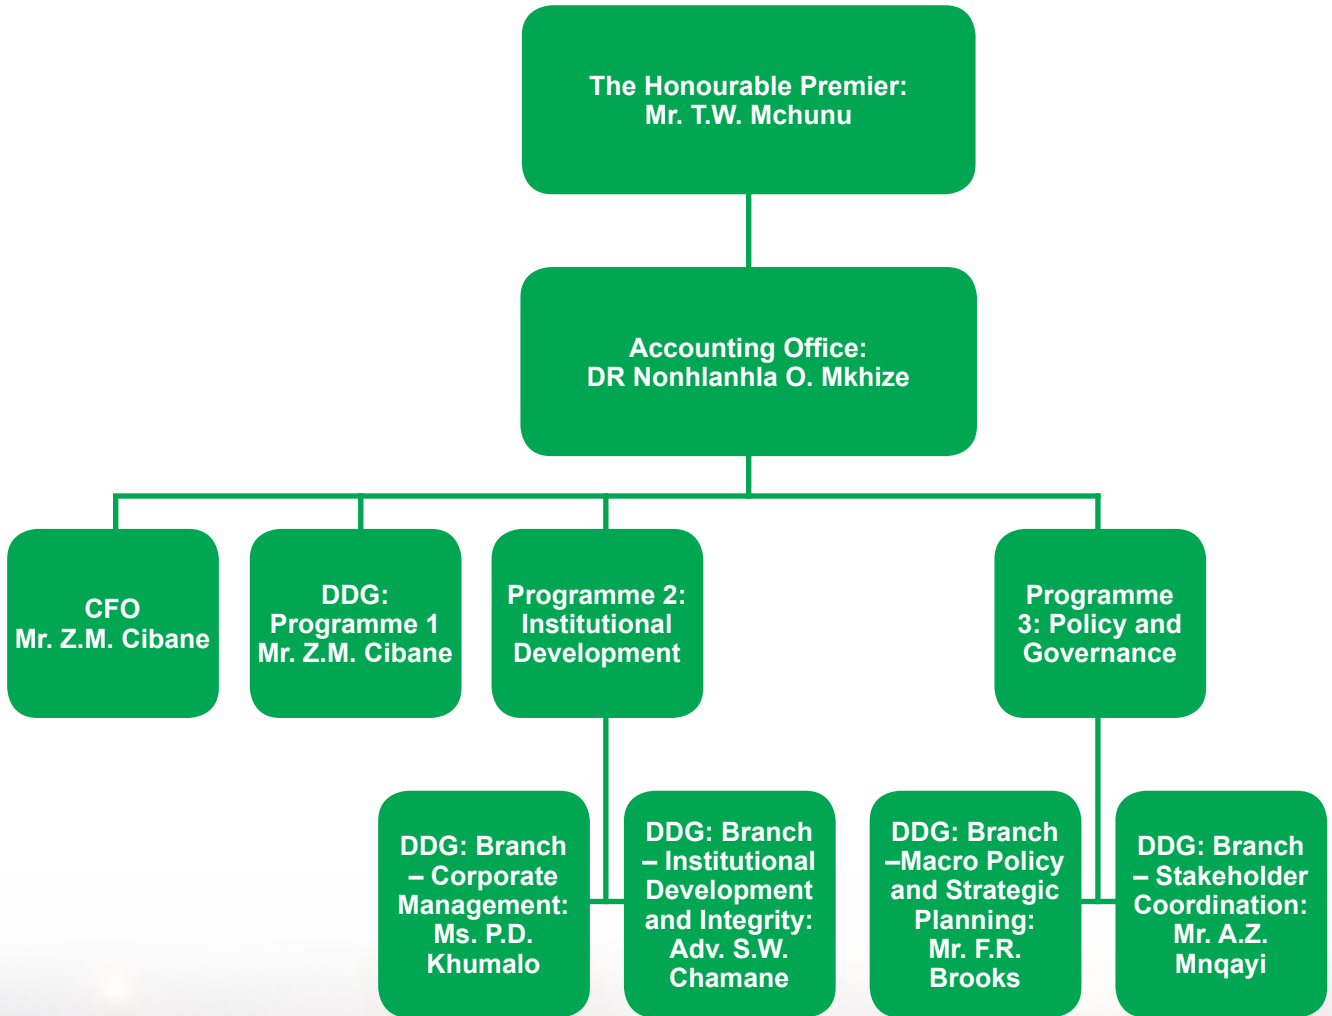 The Honourable Premier:
Mr. T.W. Mchunu
Accounting Office:
DR Nonhlanhla O. Mkhize
CFO
Mr. Z.M. Cibane
DDG:
Programme 1
Mr. Z.M. Cibane
Programme 2:
Institutional
Development
Programme
3: Policy and
Governance
DDG: Branch
– Corporate
Management:
Ms. P.D.
Khumalo
DDG: Branch
– Institutional
Development
and Integrity:
Adv. S.W.
Chamane
DDG: Branch
–Macro Policy
and Strategic
Planning:
Mr. F.R.
Brooks
DDG: Branch
– Stakeholder
Coordination:
Mr. A.Z.
Mnqayi